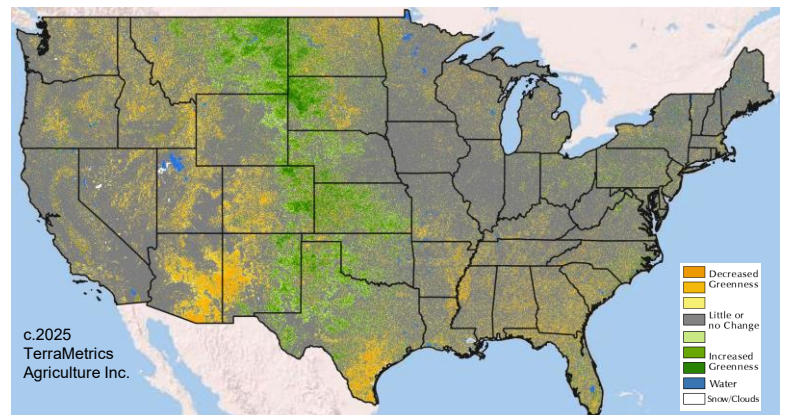 c.2025
TerraMetrics
Agriculture Inc.
Decreased
Greenness
Little or
no Change
Increased
Greenness
Water
Snow/Clouds